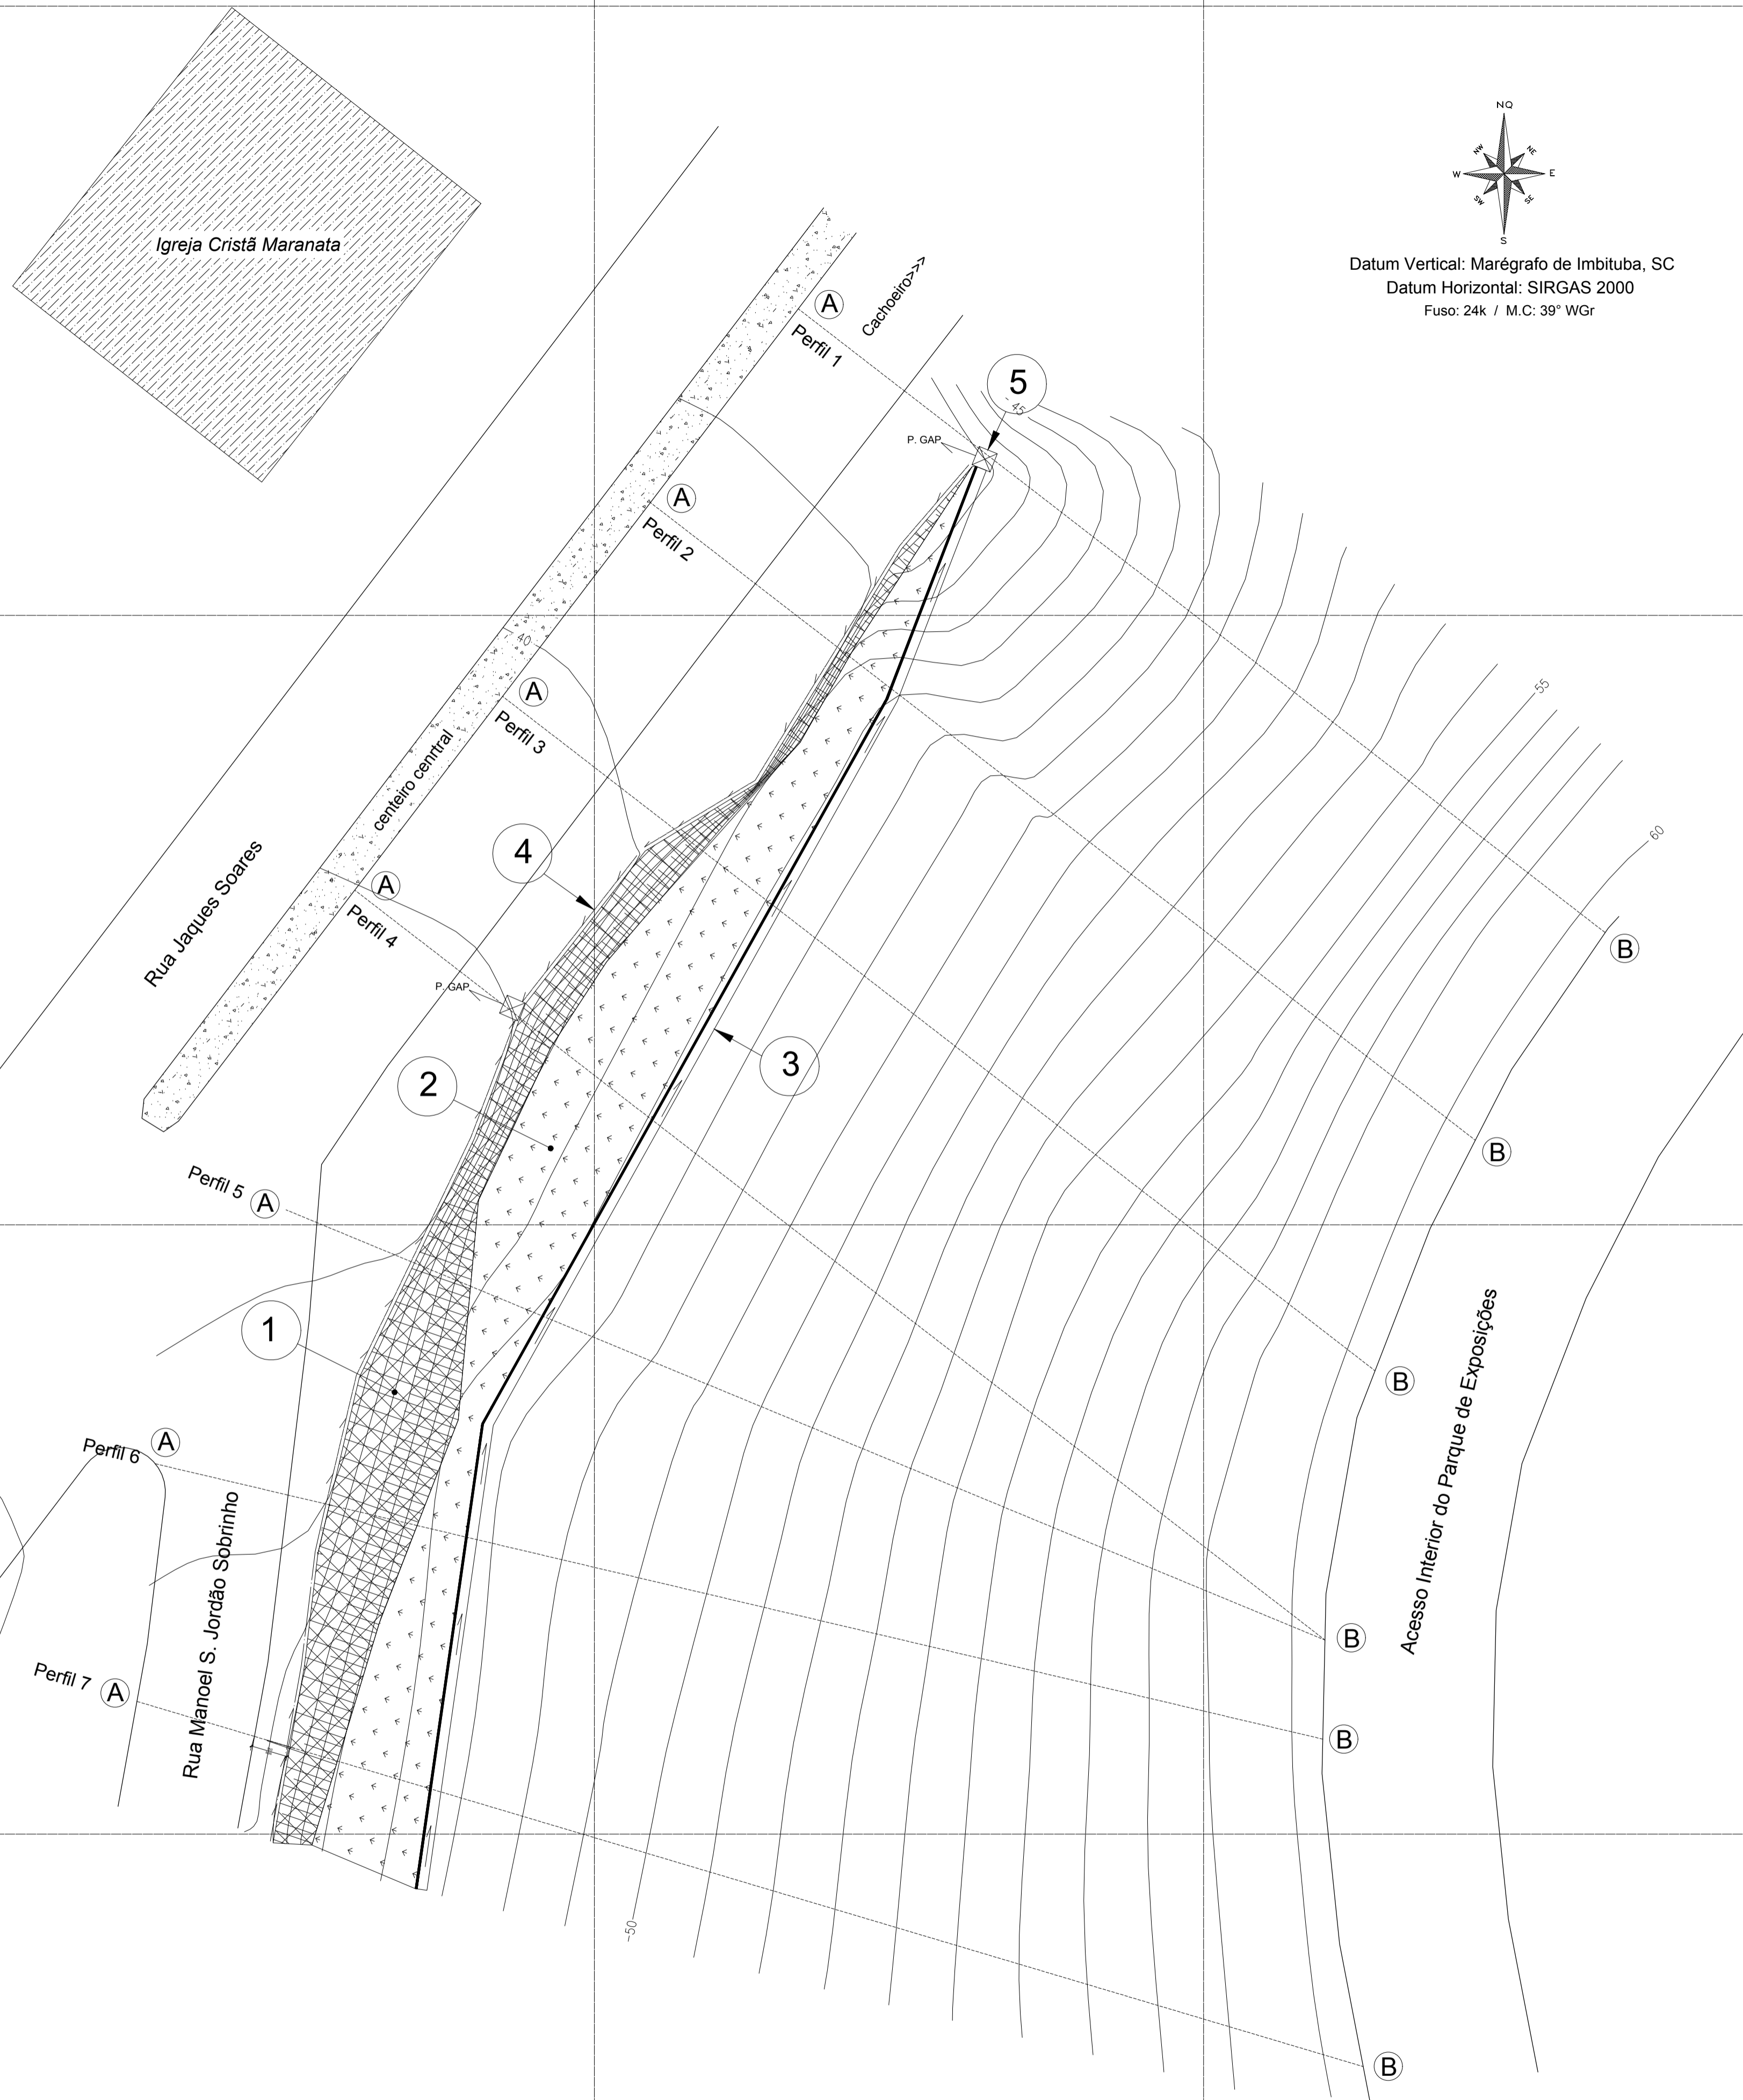 NQ
NW
NE
W
E
SW
SE
S
Datum Vertical: Marégrafo de Imbituba, SC
Datum Horizontal: SIRGAS 2000
Fuso: 24k / M.C: 39° WGr
Igreja Cristã Maranata
Cachoeiro>>>
A
Perfil 1
5
45
P. GAP
A
Perfil 2
40
A
Perfil 3
centeiro cenrtral
55
60
4
Rua Jaques Soares
A
Perfil 4
B
P. GAP
3
2
B
Perfil 5
A
1
B
Acesso Interior do Parque de Exposições
Perfil 6
A
Rua Manoel S. Jordão Sobrinho
B
Perfil 7
A
B
50
B